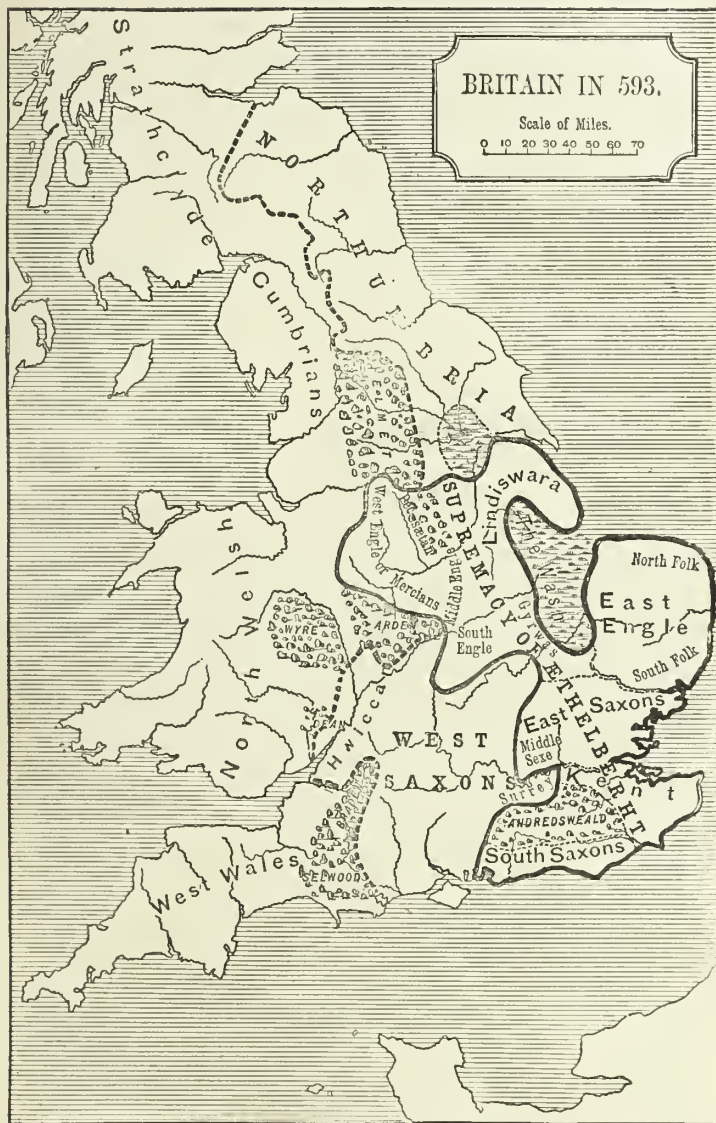 BRITAIN IN 593.
Scale of Miles.
0 10 20 30 40 50 60 70
Strathclyde
NORTHUMBRIA
Cumbrians
ELMET
Lindiswara
SUPREMACY OF ETHELBERHT
West Engle or Mercians
Middle Engle
The Wash
North Folk
East
Engle
South Folk
Gyrwas
South
Engle
North Welsh
WYRE
ARDEN
DEAN
Hwiccas
WEST
SAXONS
East Saxons
Middle
Sexe
Surrey
Kent
ANDREDSWEALD
South Saxons
SELWOOD
West Wales